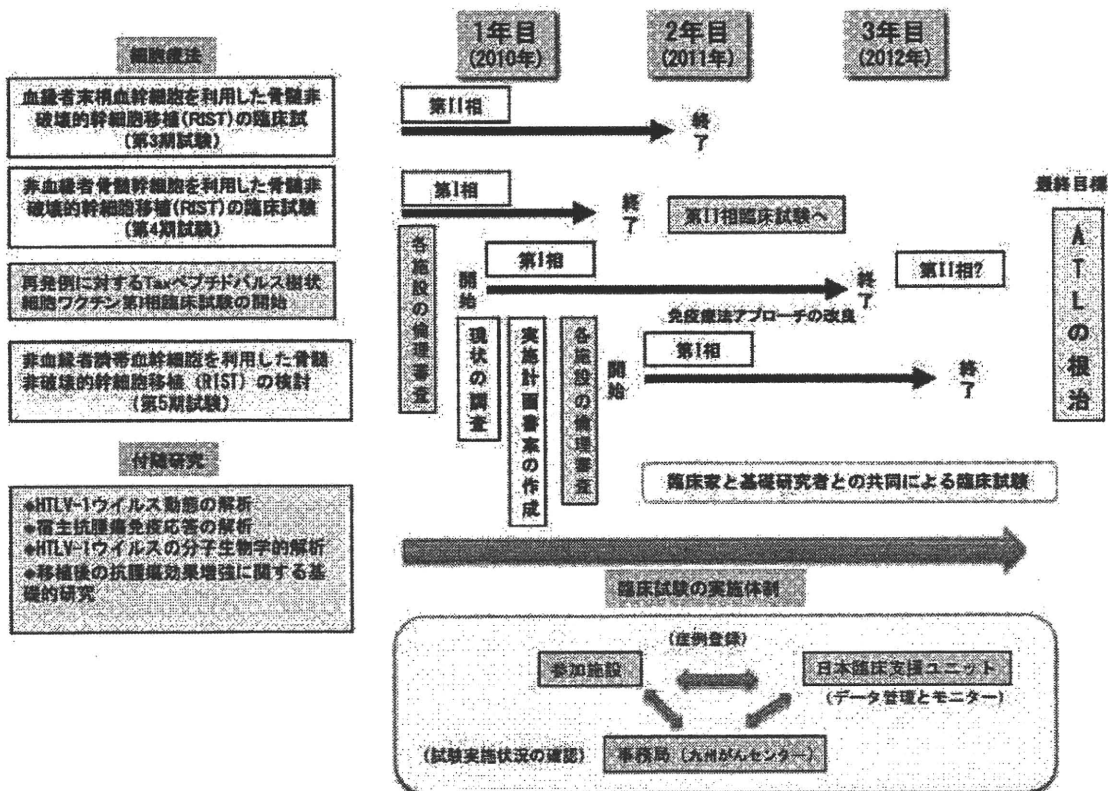 1年目
(2010年)
2年目
(2011年)
3年目
(2012年)
細胞療法
血縁者末梢血幹細胞を利用した骨髄非
破壊的幹細胞移植(RIST)の臨床試
(第3期試験)
第II相
終了
非血縁者骨髄幹細胞を利用した骨髄非
破壊的幹細胞移植(RIST)の臨床試験
(第4期試験)
第I相
終了
第II相臨床試験へ
最終目標
ATLの根治
再発例に対するTaxペプチドパルス樹状
細胞ワクチン第I相臨床試験の開始
各施設の倫理審査
開始
第I相
終了
第II相?
免疫療法アプローチの改良
非血縁者臍帯血幹細胞を利用した骨髄
非破壊的幹細胞移植(RIST)の検討
(第5期試験)
現状の調査
実施計画書案の作成
各施設の倫理審査
開始
第I相
終了
付随研究
◆HTLV-1ウイルス動態の解析
◆宿主抗腫瘍免疫応答の解析
◆HTLV-1ウイルスの分子生物学的解析
◆移植後の抗腫瘍効果増強に関する基
礎的研究
臨床家と基礎研究者との共同による臨床試験
臨床試験の実施体制
(症例登録)
参加施設
日本臨床支援ユニット
(データ管理とモニター)
(試験実施状況の確認)
事務局(九州がんセンター)